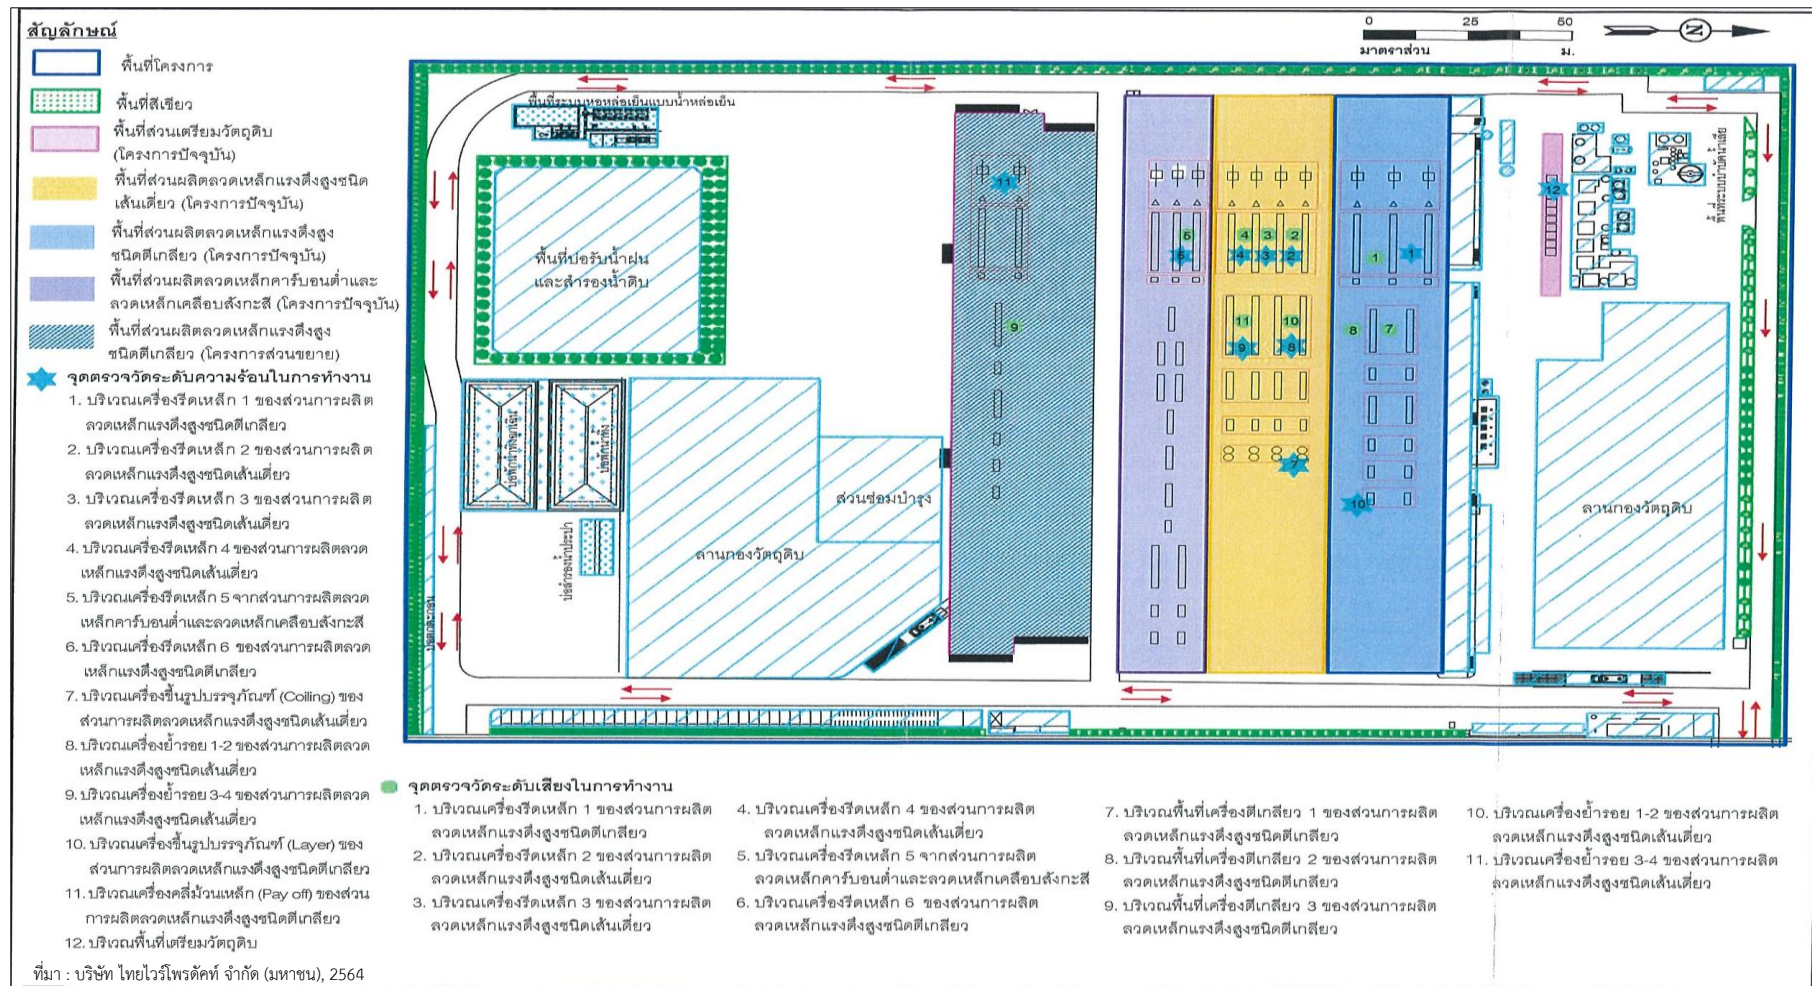 สัญลักษณ์
พื้นที่โครงการ
พื้นที่สีเขียว
พื้นที่ส่วนเตรียมวัตถุดิบ
(โครงการปัจจุบัน)
พื้นที่ส่วนผลิตลวดเหล็กแรงดึงสูงชนิด
เส้นเดี่ยว (โครงการปัจจุบัน)
พื้นที่ส่วนผลิตลวดเหล็กแรงดึงสูง
ชนิดตีเกลียว (โครงการปัจจุบัน)
พื้นที่ส่วนผลิตลวดเหล็กคาร์บอนต่ำและ
ลวดเหล็กเคลือบสังกะสี (โครงการปัจจุบัน)
พื้นที่ส่วนผลิตลวดเหล็กแรงดึงสูง
ชนิดตีเกลียว (โครงการส่วนขยาย)
จุดตรวจวัดระดับความร้อนในการทำงาน
1. บริเวณเครื่องรีดเหล็ก 1 ของส่วนการผลิต
ลวดเหล็กแรงดึงสูงชนิดตีเกลียว
2. บริเวณเครื่องรีดเหล็ก 2 ของส่วนการผลิต
ลวดเหล็กแรงดึงสูงชนิดเส้นเดี่ยว
3. บริเวณเครื่องรีดเหล็ก 3 ของส่วนการผลิต
ลวดเหล็กแรงดึงสูงชนิดเส้นเดี่ยว
4. บริเวณเครื่องรีดเหล็ก 4 ของส่วนการผลิตลวด
เหล็กแรงดึงสูงชนิดเส้นเดี่ยว
5. บริเวณเครื่องรีดเหล็ก 5 จากส่วนการผลิตลวด
เหล็กคาร์บอนต่ำและลวดเหล็กเคลือบสังกะสี
6. บริเวณเครื่องรีดเหล็ก 6 ของส่วนการผลิตลวด
เหล็กแรงดึงสูงชนิดตีเกลียว
7. บริเวณเครื่องขึ้นรูปบรรจุภัณฑ์ (Coiling) ของ
ส่วนการผลิตลวดเหล็กแรงดึงสูงชนิดเส้นเดี่ยว
8. บริเวณเครื่องย้ำรอย 1-2 ของส่วนการผลิตลวด
เหล็กแรงดึงสูงชนิดเส้นเดี่ยว
9. บริเวณเครื่องย้ำรอย 3-4 ของส่วนการผลิตลวด
เหล็กแรงดึงสูงชนิดเส้นเดี่ยว
10. บริเวณเครื่องขึ้นรูปบรรจุภัณฑ์ (Layer) ของ
ส่วนการผลิตลวดเหล็กแรงดึงสูงชนิดตีเกลียว
11. บริเวณเครื่องคลี่ม้วนเหล็ก (Pay off) ของส่วน
การผลิตลวดเหล็กแรงดึงสูงชนิดตีเกลียว
12. บริเวณพื้นที่เตรียมวัตถุดิบ
ที่มา : บริษัท ไทยไวร์โพรดัคท์ จำกัด (มหาชน), 2564
0 25 50
มาตราส่วน ม.
N
พื้นที่ระบบหอหล่อเย็นแบบน้ำหล่อเย็น
พื้นที่บ่อรับน้ำฝน
และสำรองน้ำดิบ
บ่อพักน้ำทิ้งฉุกเฉิน
บ่อพักน้ำทิ้ง
บ่อสำรองน้ำประปา
บ่อตกตะกอน
ส่วนซ่อมบำรุง
ลานกองวัตถุดิบ
พื้นที่ระบบบำบัดน้ำเสีย
ลานกองวัตถุดิบ
11
9
5
5
4 3 2
4 3 2
11 10
9 8
7
1 1
8 7
10
12
จุดตรวจวัดระดับเสียงในการทำงาน
1. บริเวณเครื่องรีดเหล็ก 1 ของส่วนการผลิต
ลวดเหล็กแรงดึงสูงชนิดตีเกลียว
2. บริเวณเครื่องรีดเหล็ก 2 ของส่วนการผลิต
ลวดเหล็กแรงดึงสูงชนิดเส้นเดี่ยว
3. บริเวณเครื่องรีดเหล็ก 3 ของส่วนการผลิต
ลวดเหล็กแรงดึงสูงชนิดเส้นเดี่ยว
4. บริเวณเครื่องรีดเหล็ก 4 ของส่วนการผลิต
ลวดเหล็กแรงดึงสูงชนิดเส้นเดี่ยว
5. บริเวณเครื่องรีดเหล็ก 5 จากส่วนการผลิต
ลวดเหล็กคาร์บอนต่ำและลวดเหล็กเคลือบสังกะสี
6. บริเวณเครื่องรีดเหล็ก 6 ของส่วนการผลิต
ลวดเหล็กแรงดึงสูงชนิดตีเกลียว
7. บริเวณพื้นที่เครื่องตีเกลียว 1 ของส่วนการผลิต
ลวดเหล็กแรงดึงสูงชนิดตีเกลียว
8. บริเวณพื้นที่เครื่องตีเกลียว 2 ของส่วนการผลิต
ลวดเหล็กแรงดึงสูงชนิดตีเกลียว
9. บริเวณพื้นที่เครื่องตีเกลียว 3 ของส่วนการผลิต
ลวดเหล็กแรงดึงสูงชนิดตีเกลียว
10. บริเวณเครื่องย้ำรอย 1-2 ของส่วนการผลิต
ลวดเหล็กแรงดึงสูงชนิดเส้นเดี่ยว
11. บริเวณเครื่องย้ำรอย 3-4 ของส่วนการผลิต
ลวดเหล็กแรงดึงสูงชนิดเส้นเดี่ยว